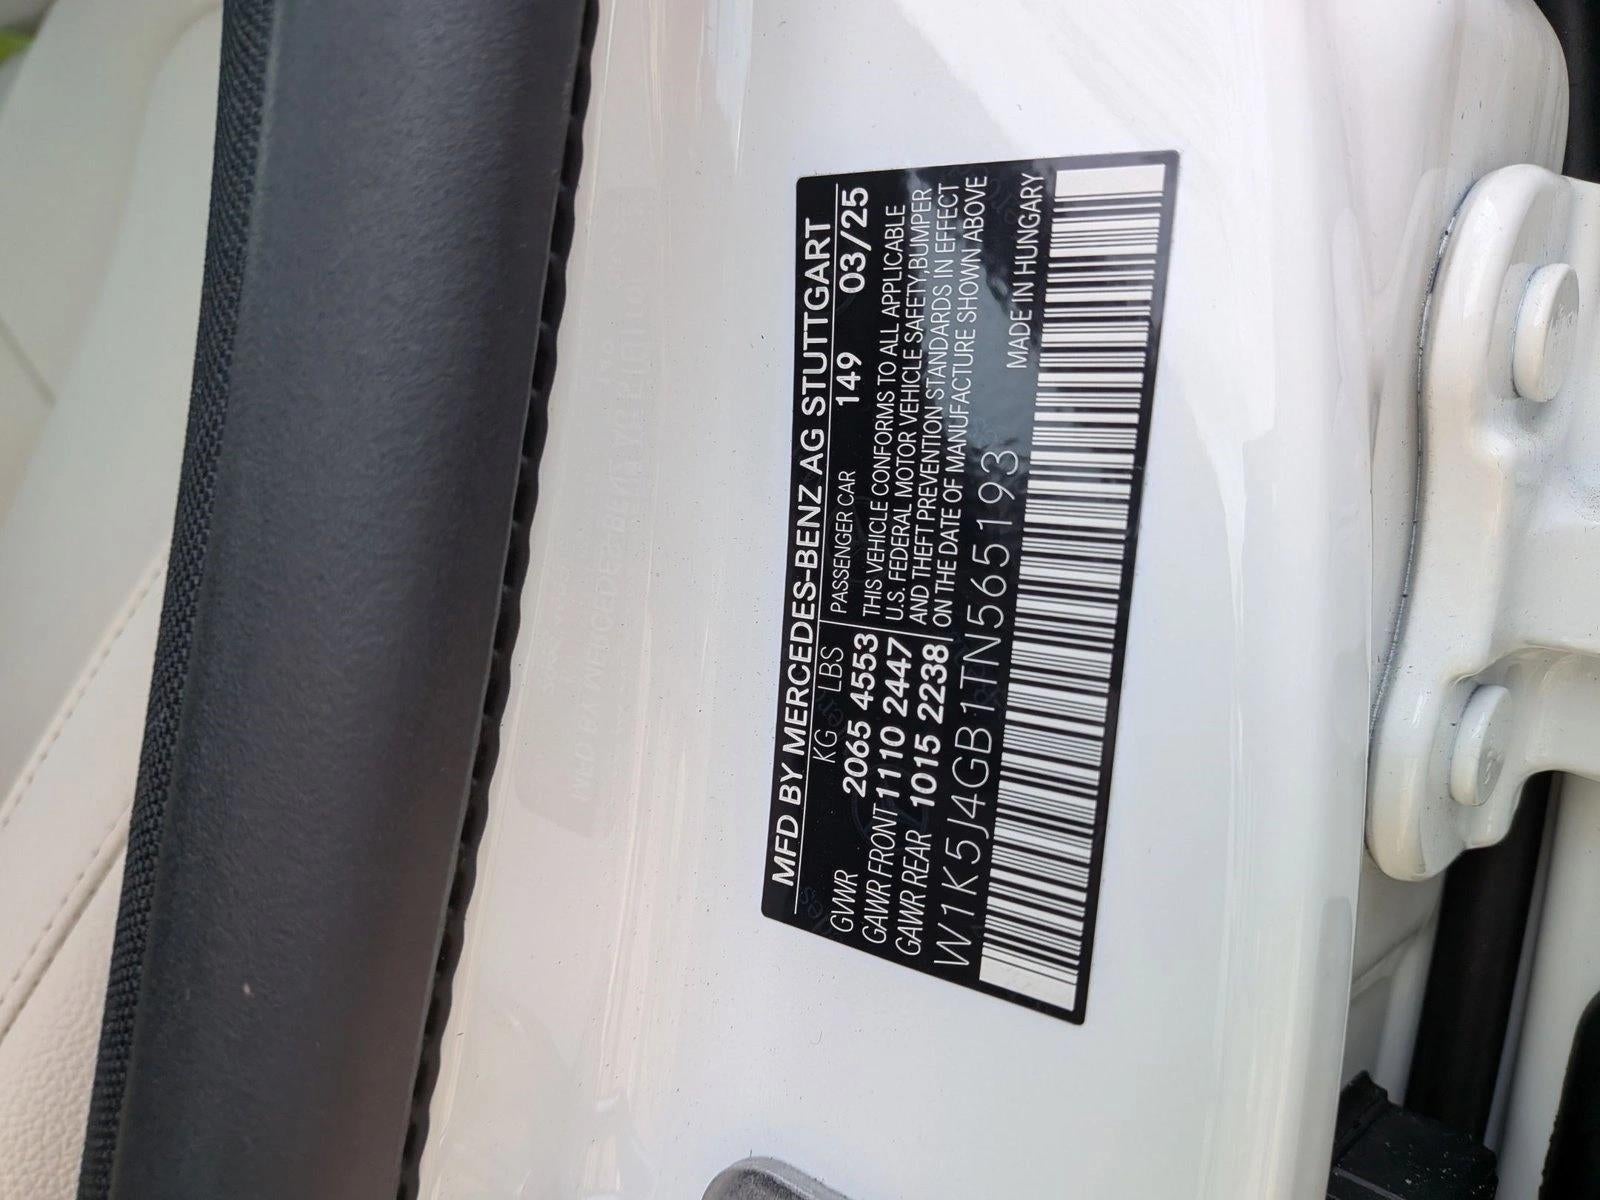 MFD BY MERCEDES-BENZ AG STUTTGART
KG LBS
PASSENGER CAR 149 03/25
GVWR 2065 4553
GAWR FRONT 1110 2447
GAWR REAR 1015 2238
THIS VEHICLE CONFORMS TO ALL APPLICABLE
U.S. FEDERAL MOTOR VEHICLE SAFETY,BUMPER
AND THEFT PREVENTION STANDARDS IN EFFECT
ON THE DATE OF MANUFACTURE SHOWN ABOVE
W1K5J4GB1TN565193
MADE IN HUNGARY